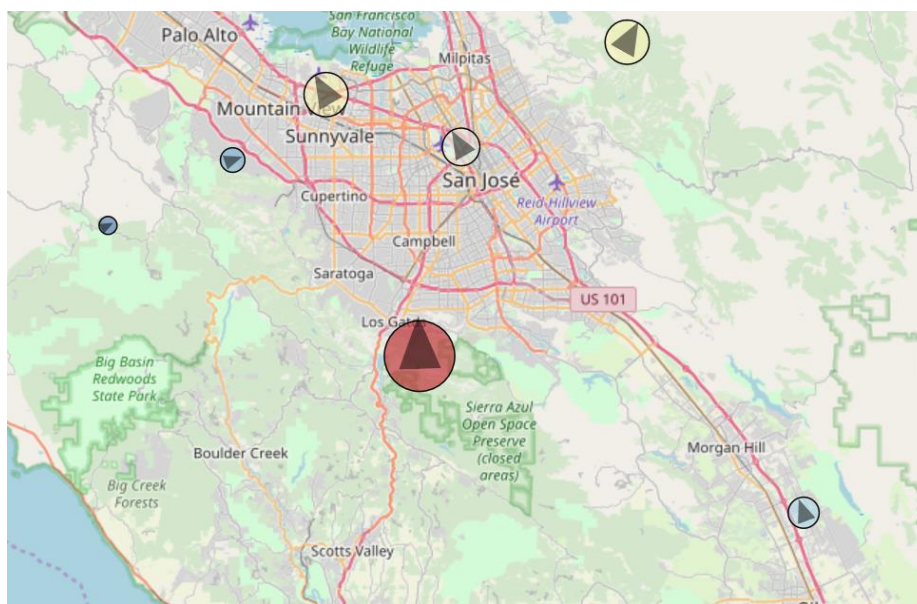 San Francisco
Bay National
Wildlife
Refuge
Palo Alto
Milpitas
Mountain View
Sunnyvale
San José
Cupertino
Reid-Hillview
Airport
Campbell
Saratoga
US 101
Los Gatos
Big Basin
Redwoods
State Park
Sierra Azul
Open Space
Preserve
(closed
areas)
Morgan Hill
Boulder Creek
Big Creek
Forests
Scotts Valley